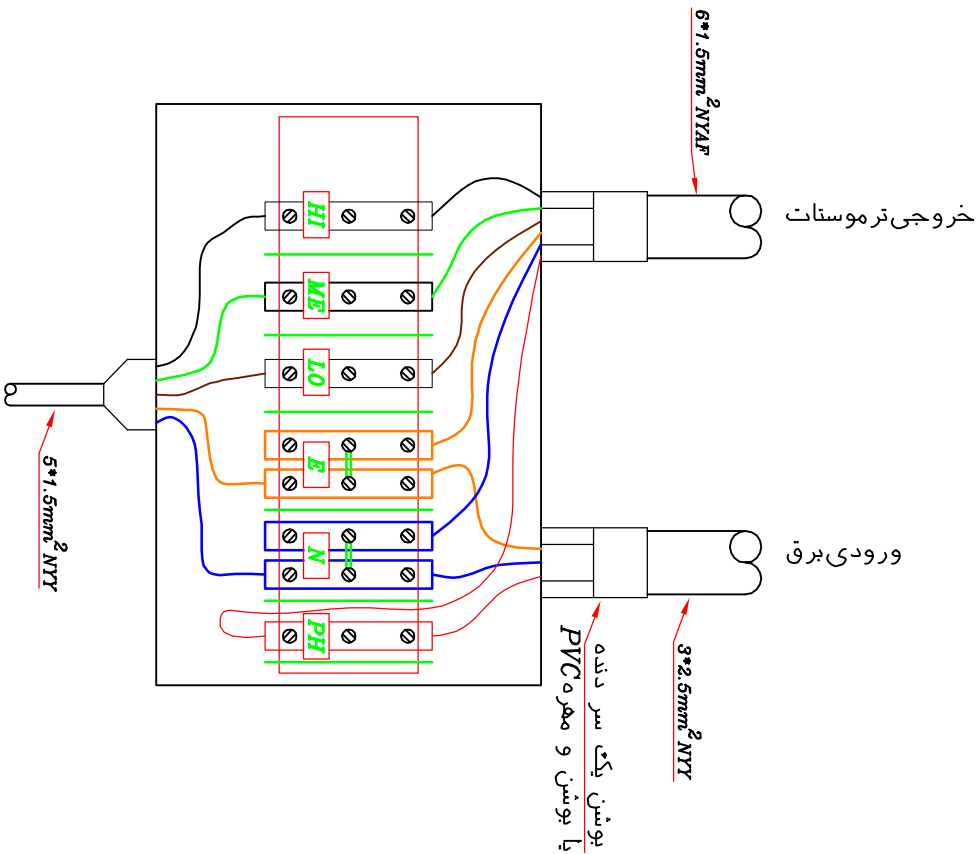 6*1.5mm² NYAF
خروجی ترموستات
HI
ME
LO
E
N
PH
5*1.5mm² NYY
ورودی برق
3*2.5mm² NYY
بوشن یک سر دنده
یا بوشن و مهره PVC